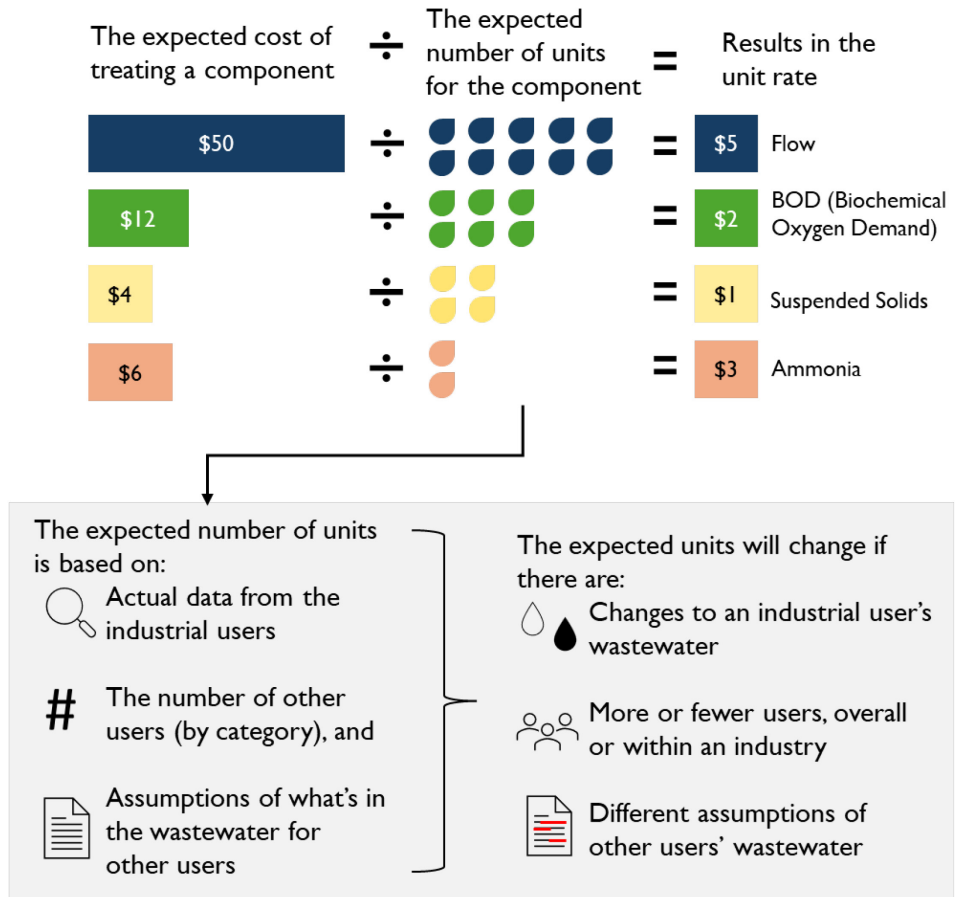 The expected cost of
treating a component
÷
The expected
number of units
for the component
=
Results in the
unit rate
$50
÷
=
$5
Flow
$12
÷
=
$2
BOD (Biochemical
Oxygen Demand)
$4
÷
=
$1
Suspended Solids
$6
÷
=
$3
Ammonia
The expected number of units
is based on:
Actual data from the
industrial users
#
The number of other
users (by category), and
Assumptions of what's in
the wastewater for
other users
The expected units will change if
there are:
Changes to an industrial user's
wastewater
More or fewer users, overall
or within an industry
Different assumptions of
other users' wastewater